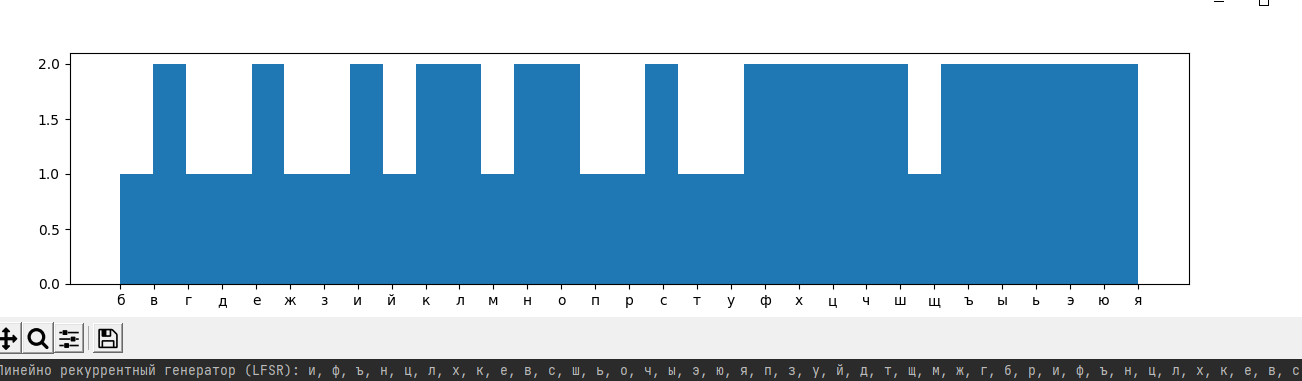 2.0
1.5
1.0
0.5
0.0
б в г д е ж з и й к л м н о п р с т у ф х ц ч ш щ ъ ы ь э ю я
Линейно рекуррентный генератор (LFSR): и, ф, ъ, н, ц, л, х, к, е, в, с, ш, ь, о, ч, ы, э, ю, я, п, з, у, й, д, т, щ, м, ж, г, б, р, и, ф, ъ, н, ц, л, х, к, е, в, с